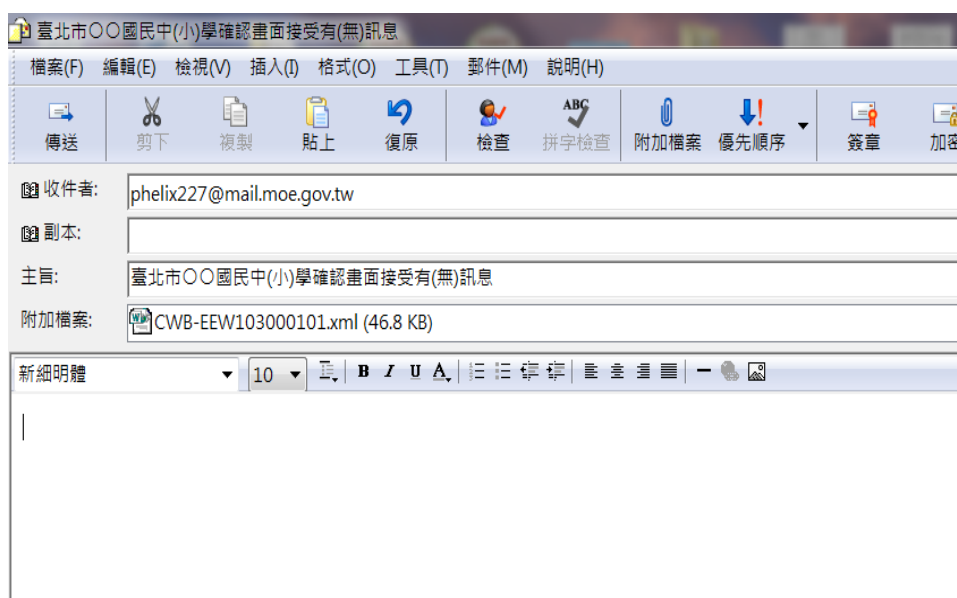 臺北市○○國民中(小)學確認畫面接受有(無)訊息
檔案(F) 編輯(E) 檢視(V) 插入(I) 格式(O) 工具(T) 郵件(M) 說明(H)
ABC
傳送 剪下 複製 貼上 復原 檢查 拼字檢查 附加檔案 優先順序 簽章 加密
收件者: phelix227@mail.moe.gov.tw
副本:
主旨: 臺北市○○國民中(小)學確認畫面接受有(無)訊息
附加檔案: CWB-EEW103000101.xml (46.8 KB)
新細明體 10 B I U A